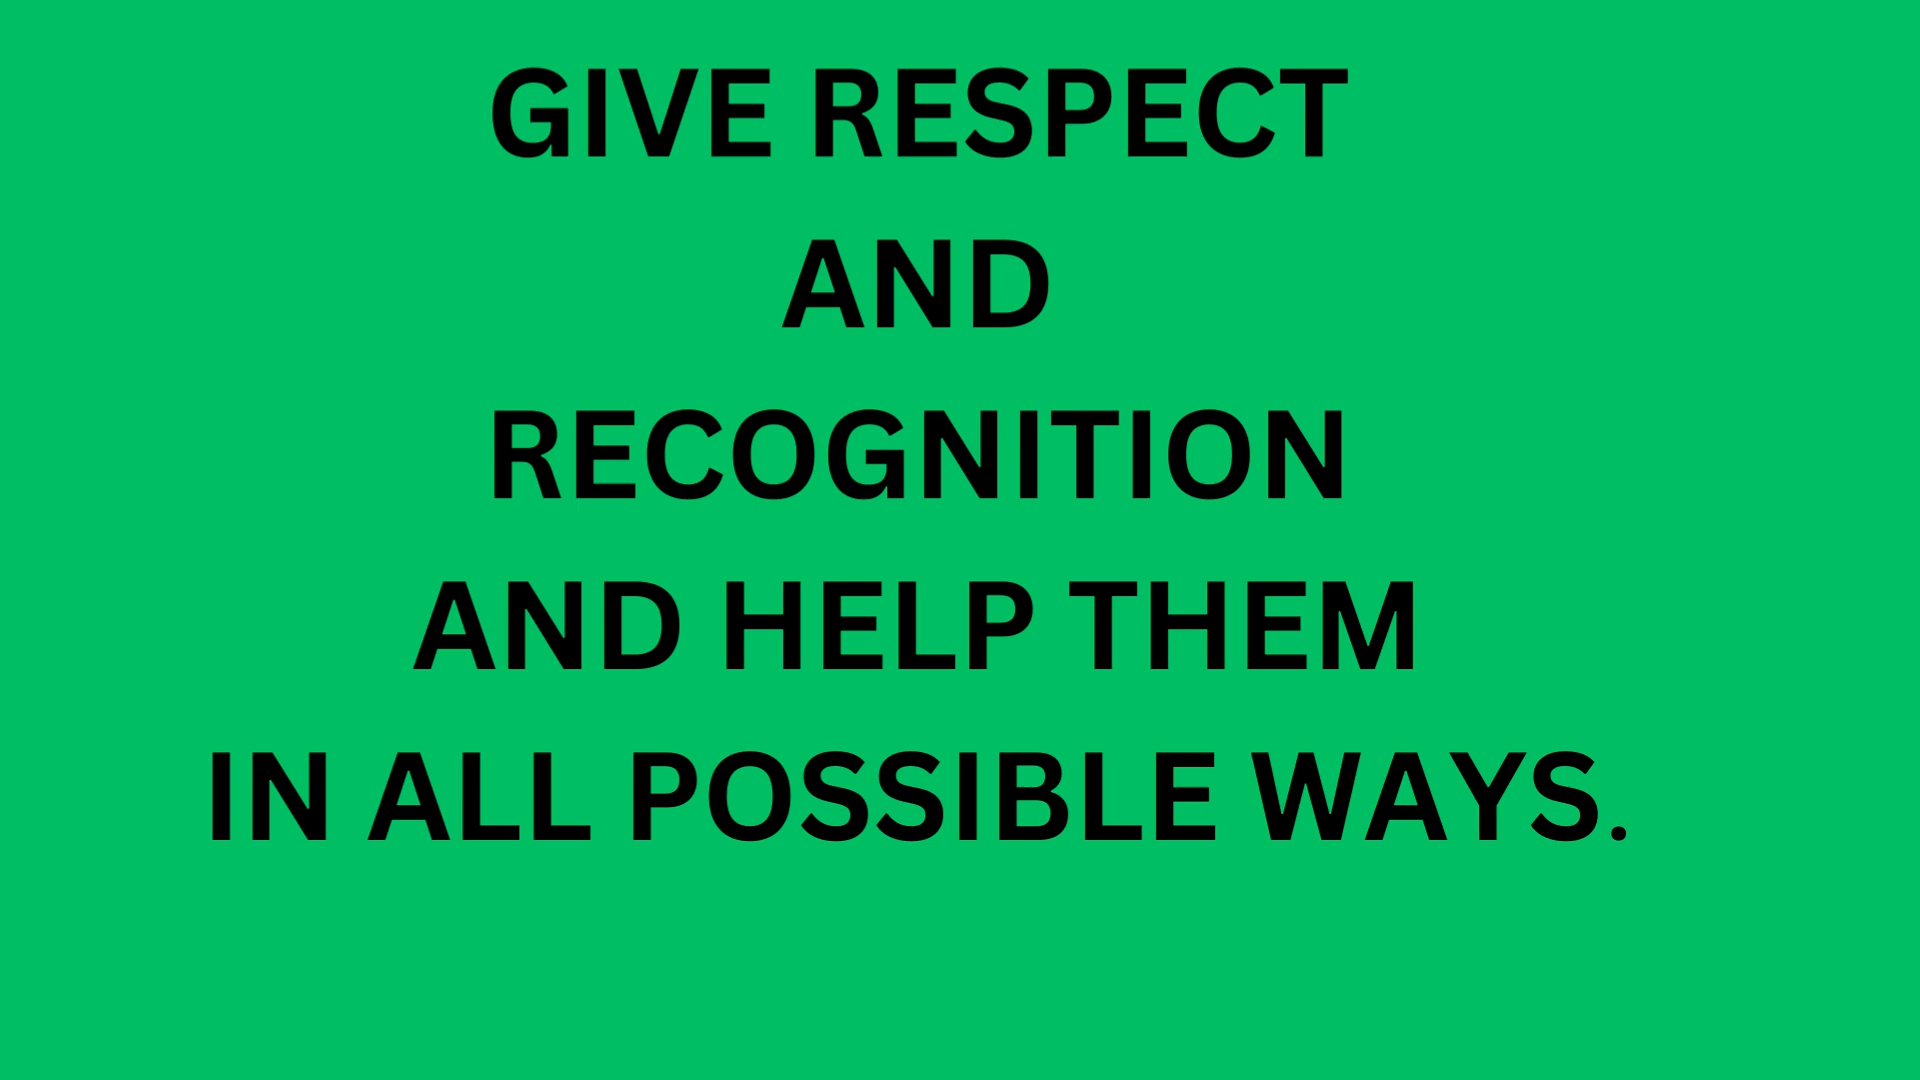 GIVE RESPECT
AND
RECOGNITION
AND HELP THEM
IN ALL POSSIBLE WAYS.